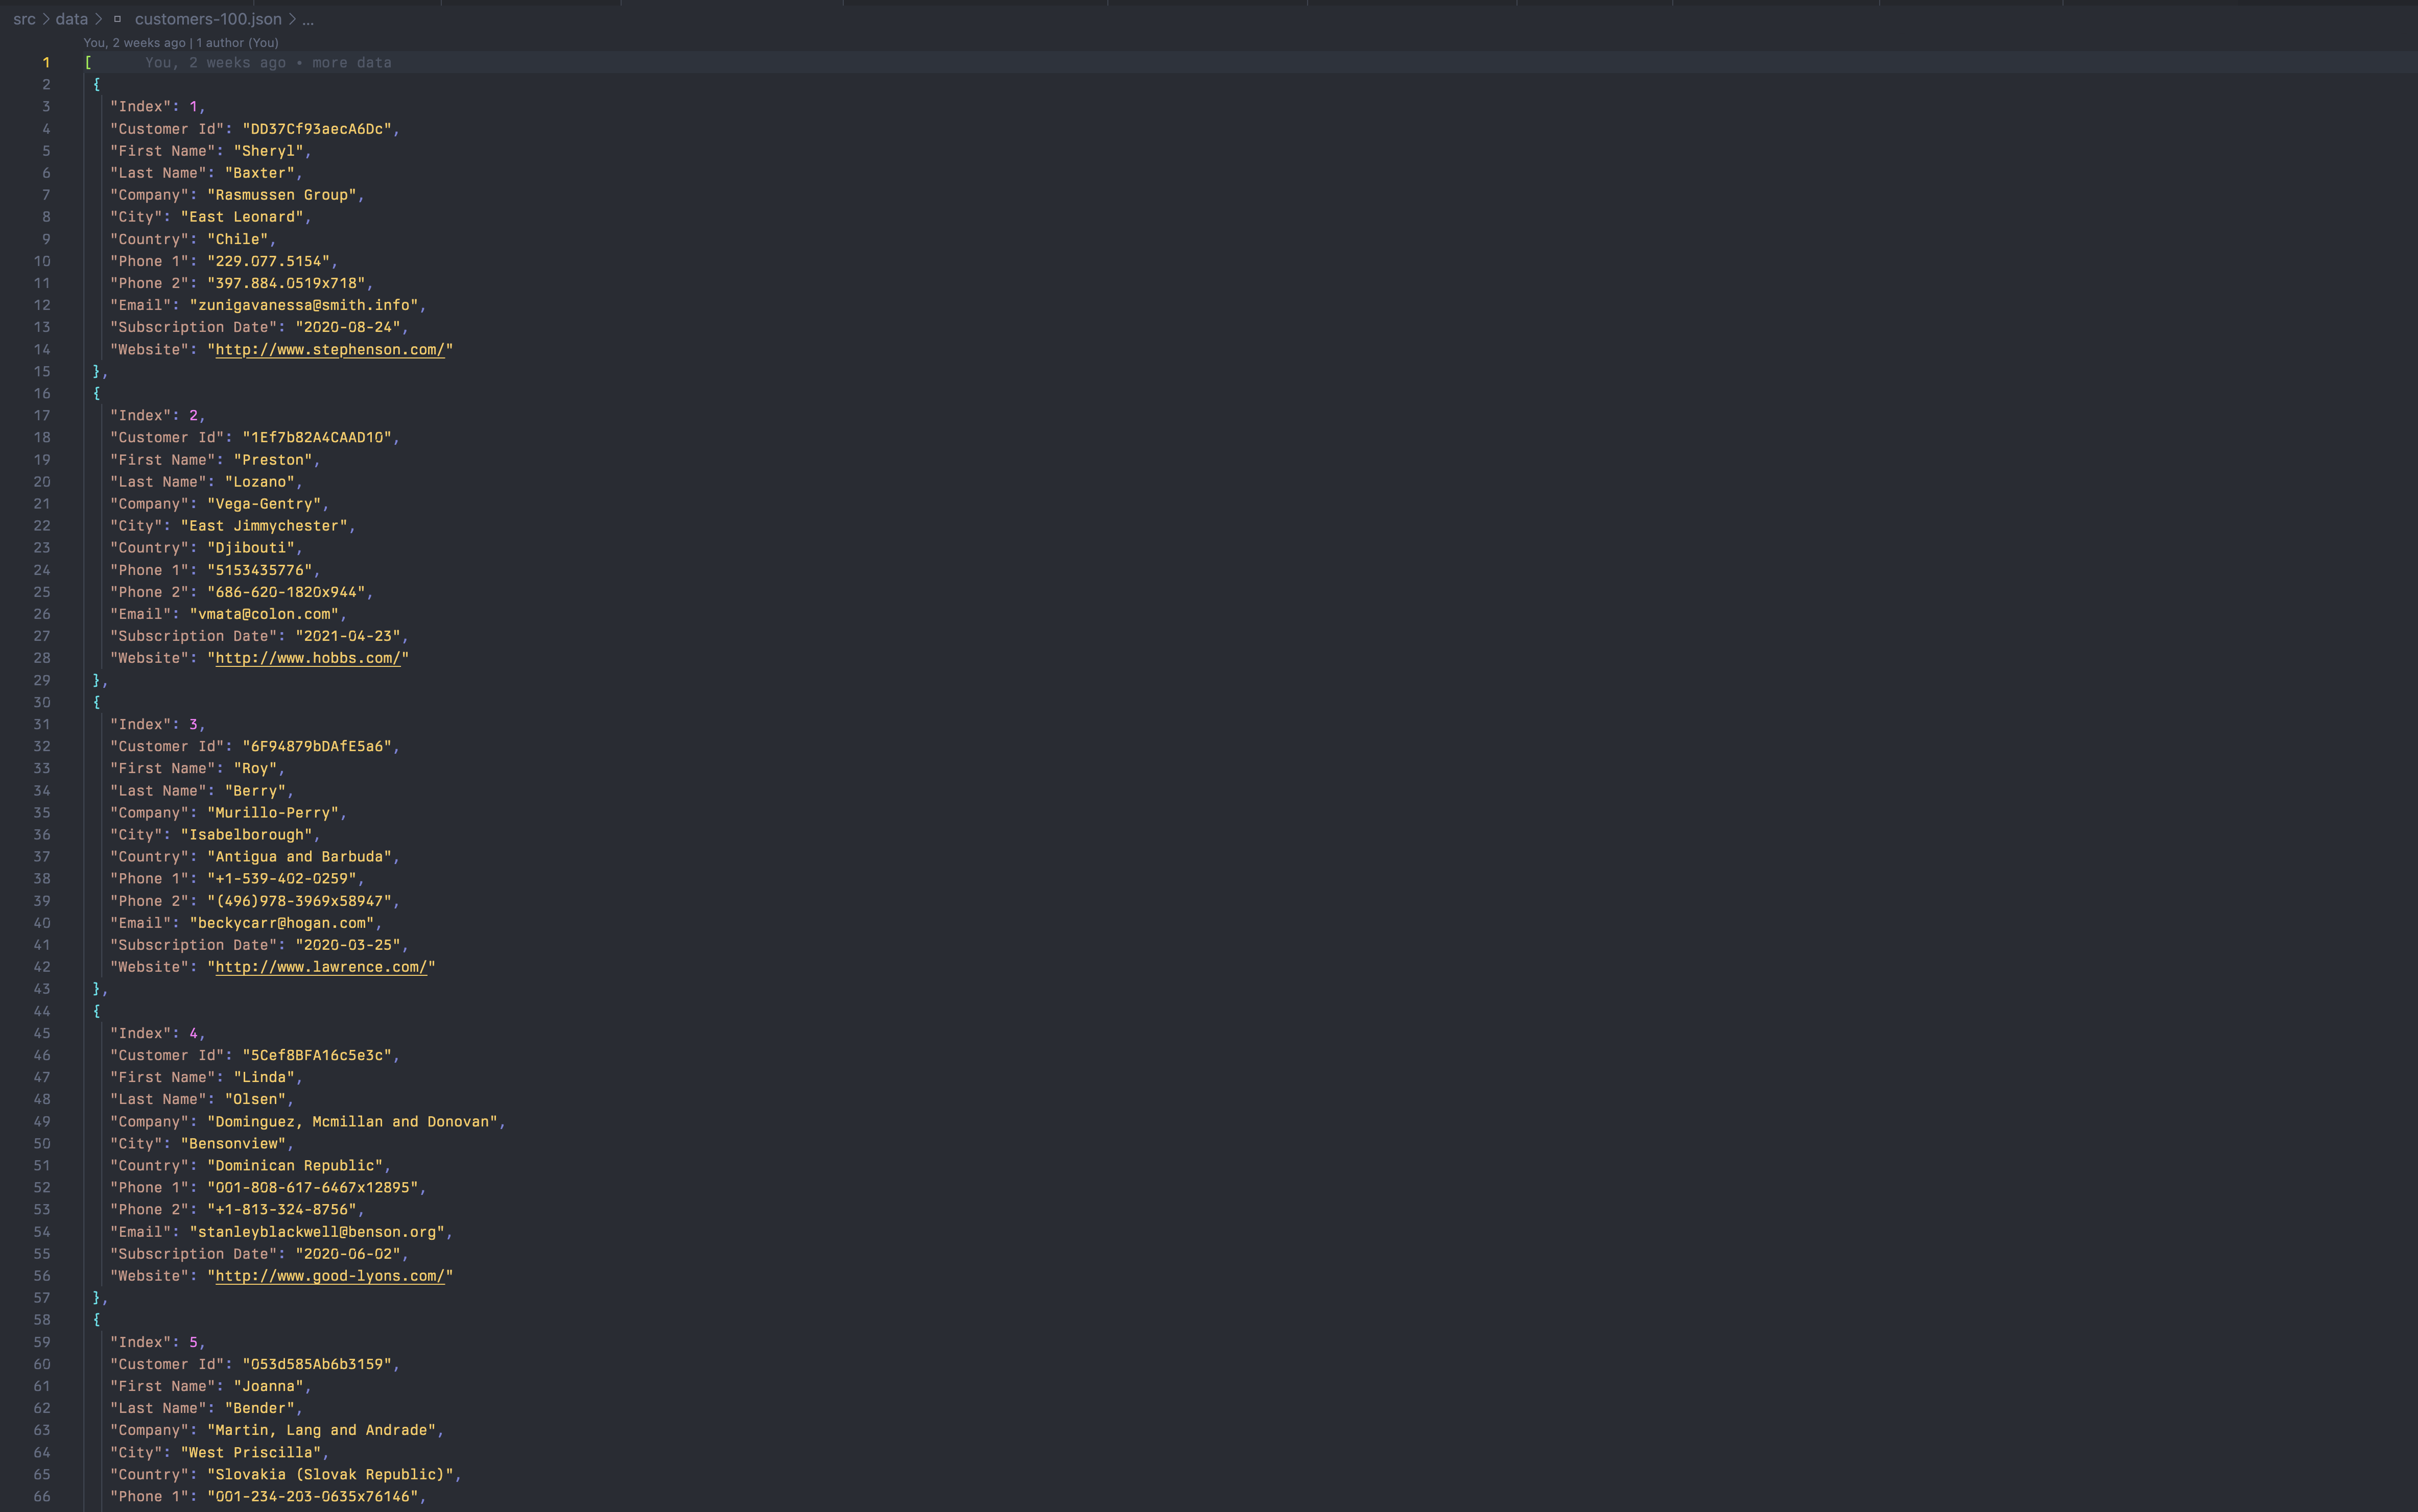 src > data > customers-100.json > ...
You, 2 weeks ago | 1 author (You)
1 [ You, 2 weeks ago • more data
2 {
3 "Index": 1,
4 "Customer Id": "DD37Cf93aecA6Dc",
5 "First Name": "Sheryl",
6 "Last Name": "Baxter",
7 "Company": "Rasmussen Group",
8 "City": "East Leonard",
9 "Country": "Chile",
10 "Phone 1": "229.077.5154",
11 "Phone 2": "397.884.0519x718",
12 "Email": "zunigavanessa@smith.info",
13 "Subscription Date": "2020-08-24",
14 "Website": "http://www.stephenson.com/"
15 },
16 {
17 "Index": 2,
18 "Customer Id": "1Ef7b82A4CAAD10",
19 "First Name": "Preston",
20 "Last Name": "Lozano",
21 "Company": "Vega-Gentry",
22 "City": "East Jimmychester",
23 "Country": "Djibouti",
24 "Phone 1": "5153435776",
25 "Phone 2": "686-620-1820x944",
26 "Email": "vmata@colon.com",
27 "Subscription Date": "2021-04-23",
28 "Website": "http://www.hobbs.com/"
29 },
30 {
31 "Index": 3,
32 "Customer Id": "6F94879bDAfE5a6",
33 "First Name": "Roy",
34 "Last Name": "Berry",
35 "Company": "Murillo-Perry",
36 "City": "Isabelborough",
37 "Country": "Antigua and Barbuda",
38 "Phone 1": "+1-539-402-0259",
39 "Phone 2": "(496)978-3969x58947",
40 "Email": "beckycarr@hogan.com",
41 "Subscription Date": "2020-03-25",
42 "Website": "http://www.lawrence.com/"
43 },
44 {
45 "Index": 4,
46 "Customer Id": "5Cef8BFA16c5e3c",
47 "First Name": "Linda",
48 "Last Name": "Olsen",
49 "Company": "Dominguez, Mcmillan and Donovan",
50 "City": "Bensonview",
51 "Country": "Dominican Republic",
52 "Phone 1": "001-808-617-6467x12895",
53 "Phone 2": "+1-813-324-8756",
54 "Email": "stanleyblackwell@benson.org",
55 "Subscription Date": "2020-06-02",
56 "Website": "http://www.good-lyons.com/"
57 },
58 {
59 "Index": 5,
60 "Customer Id": "053d585Ab6b3159",
61 "First Name": "Joanna",
62 "Last Name": "Bender",
63 "Company": "Martin, Lang and Andrade",
64 "City": "West Priscilla",
65 "Country": "Slovakia (Slovak Republic)",
66 "Phone 1": "001-234-203-0635x76146",